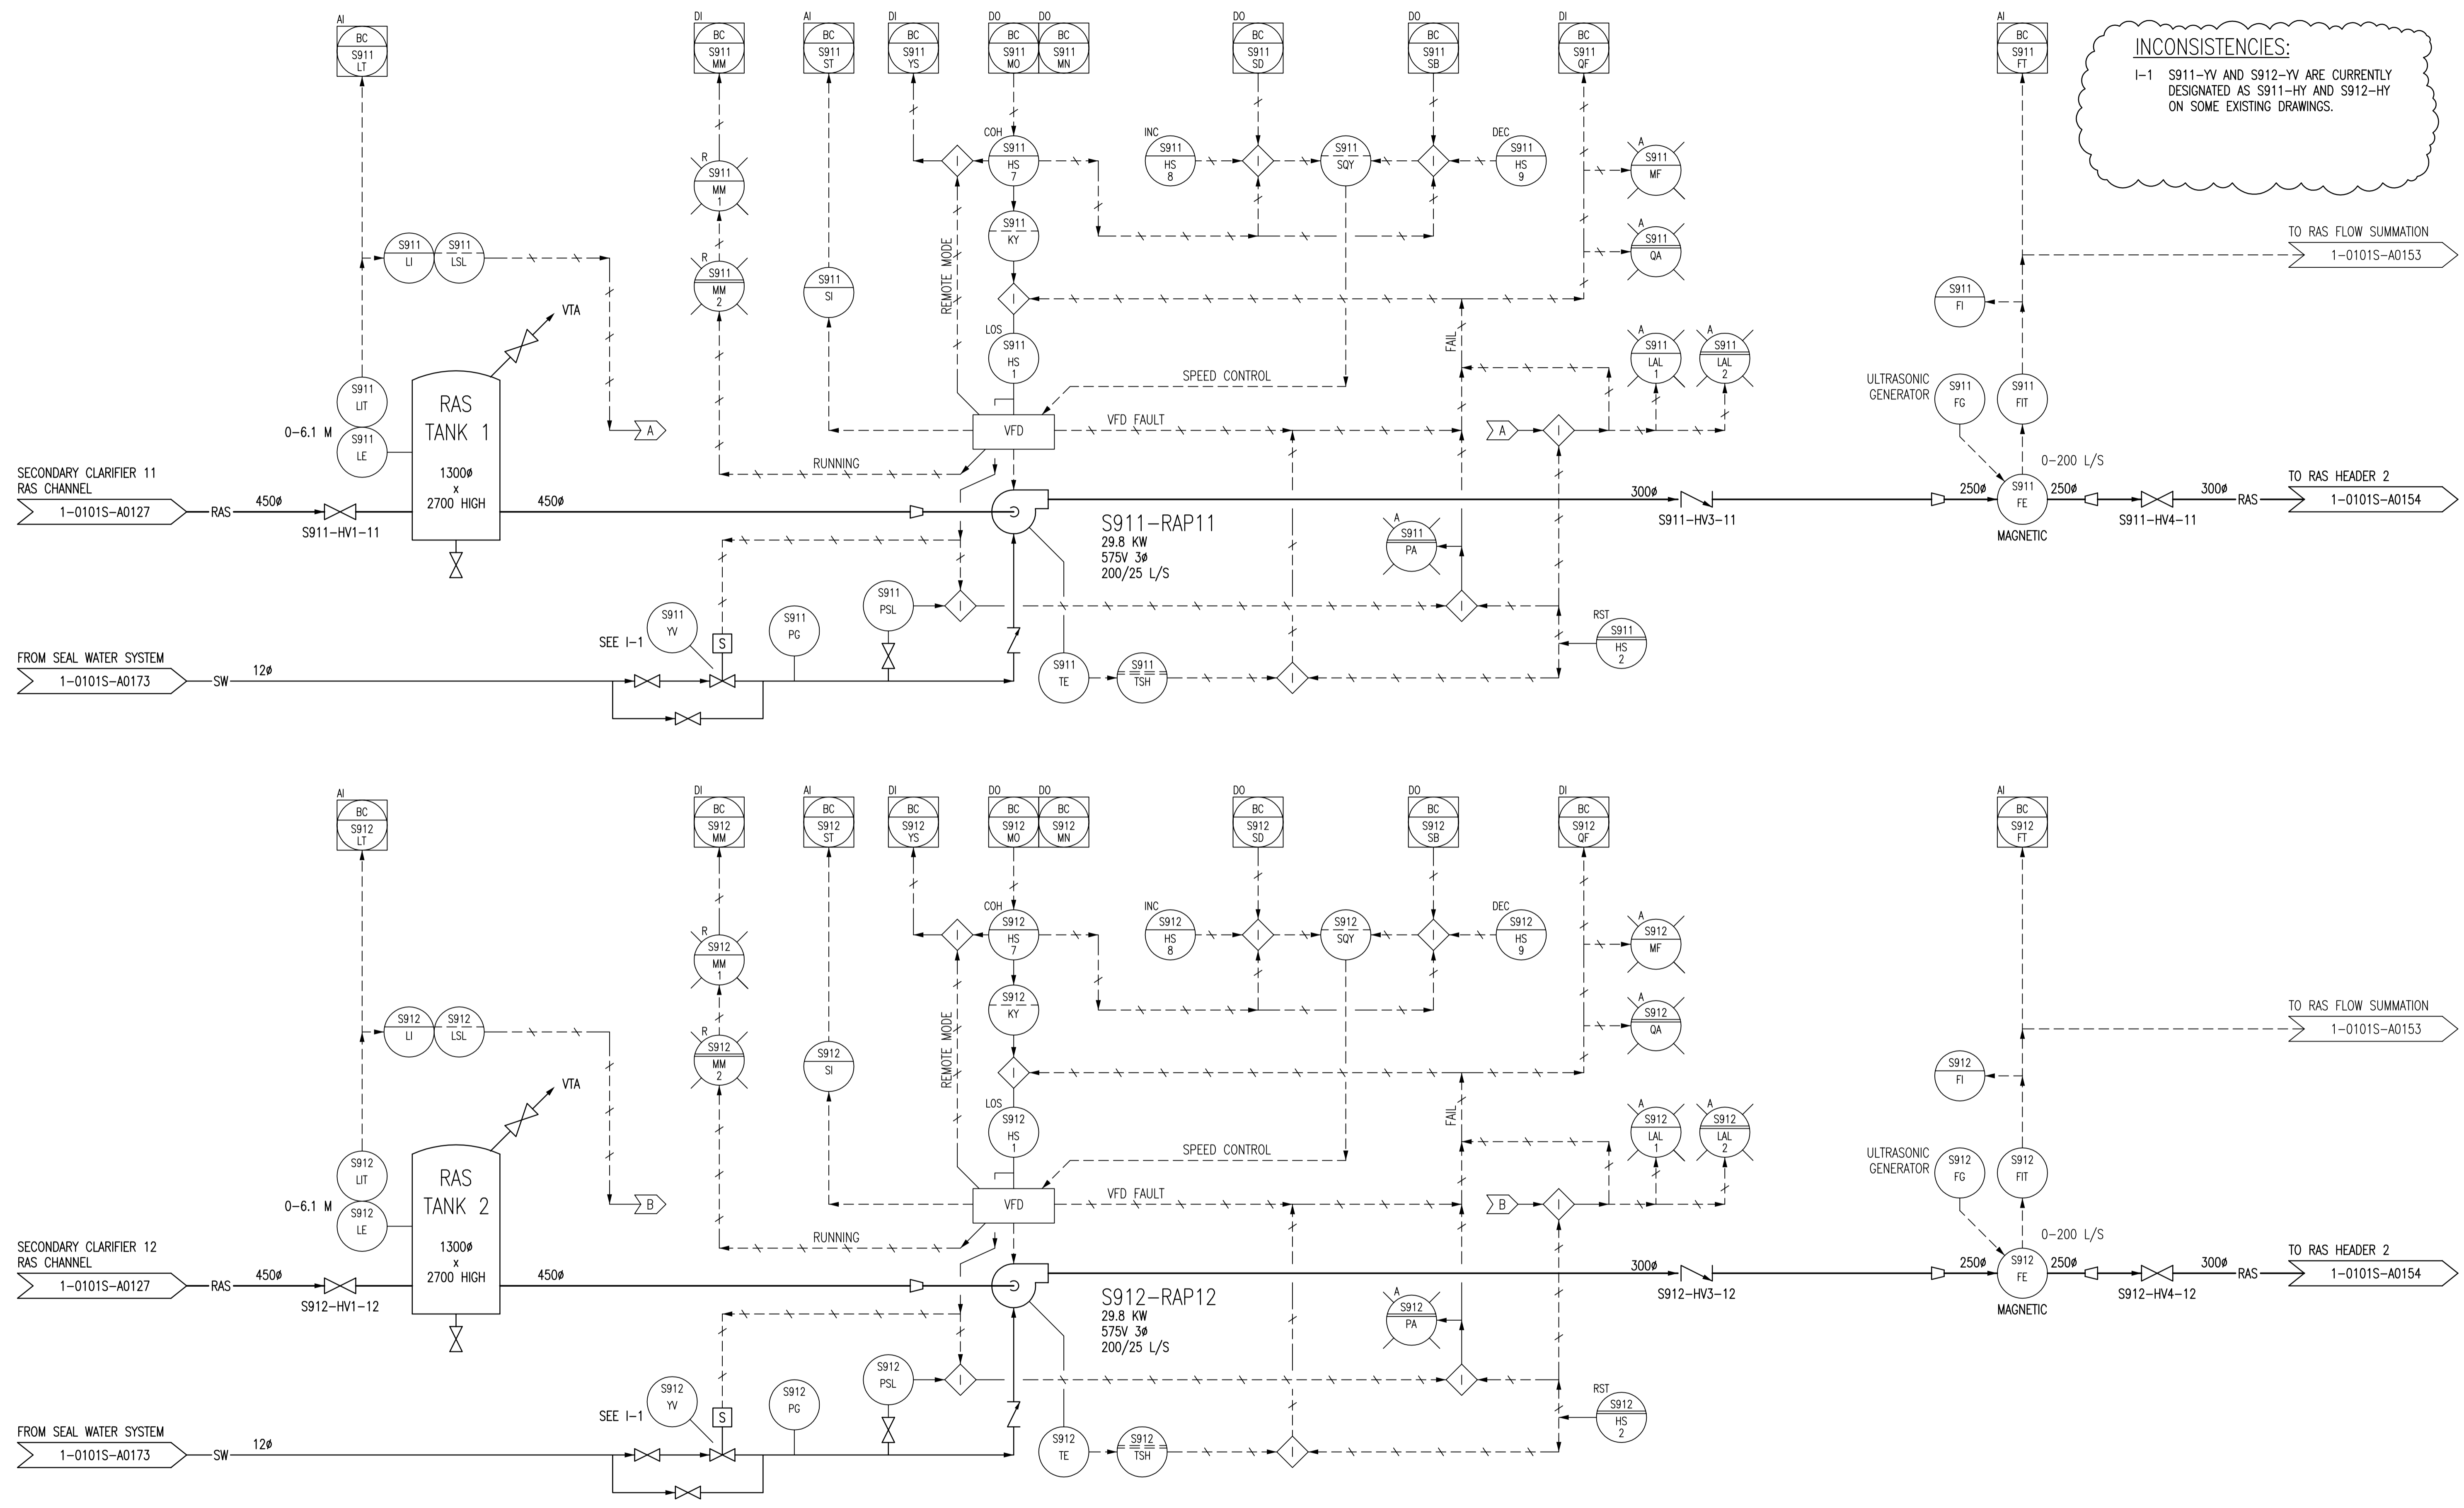 AI
BC
S911
LT
DI
BC
S911
MM
AI
BC
S911
ST
DI
BC
S911
YS
DO
BC
S911
MO
DO
BC
S911
MN
DO
BC
S911
SD
DO
BC
S911
SB
DI
BC
S911
QF
AI
BC
S911
FT
INCONSISTENCIES:
I-1 S911-YV AND S912-YV ARE CURRENTLY
DESIGNATED AS S911-HY AND S912-HY
ON SOME EXISTING DRAWINGS.
R
S911
MM
1
I
COH
S911
HS
7
INC
S911
HS
8
I
S911
SQY
I
DEC
S911
HS
9
A
S911
MF
S911
LI
S911
LSL
R
S911
MM
2
S911
SI
REMOTE MODE
S911
KY
A
S911
QA
TO RAS FLOW SUMMATION
1-0101S-A0153
I
S911
FI
VTA
LOS
S911
HS
1
FAIL
A
S911
LAL
1
A
S911
LAL
2
SPEED CONTROL
S911
LIT
0-6.1 M
S911
LE
RAS
TANK 1
1300ø
x
2700 HIGH
A
VFD
VFD FAULT
A
I
ULTRASONIC
GENERATOR
S911
FG
S911
FIT
RUNNING
0-200 L/S
SECONDARY CLARIFIER 11
RAS CHANNEL
1-0101S-A0127
RAS
450ø
S911-HV1-11
450ø
S911-RAP11
29.8 KW
575V 3ø
200/25 L/S
300ø
S911-HV3-11
250ø
S911
FE
MAGNETIC
250ø
S911-HV4-11
300ø
RAS
TO RAS HEADER 2
1-0101S-A0154
A
S911
PA
S911
PSL
I
I
SEE I-1
S911
YV
S
S911
PG
RST
S911
HS
2
FROM SEAL WATER SYSTEM
1-0101S-A0173
SW
12ø
S911
TE
S911
TSH
I
AI
BC
S912
LT
DI
BC
S912
MM
AI
BC
S912
ST
DI
BC
S912
YS
DO
BC
S912
MO
DO
BC
S912
MN
DO
BC
S912
SD
DO
BC
S912
SB
DI
BC
S912
QF
AI
BC
S912
FT
R
S912
MM
1
I
COH
S912
HS
7
INC
S912
HS
8
I
S912
SQY
I
DEC
S912
HS
9
A
S912
MF
S912
LI
S912
LSL
R
S912
MM
2
S912
SI
REMOTE MODE
S912
KY
A
S912
QA
TO RAS FLOW SUMMATION
1-0101S-A0153
I
S912
FI
VTA
LOS
S912
HS
1
FAIL
A
S912
LAL
1
A
S912
LAL
2
SPEED CONTROL
S912
LIT
0-6.1 M
S912
LE
RAS
TANK 2
1300ø
x
2700 HIGH
B
VFD
VFD FAULT
B
I
ULTRASONIC
GENERATOR
S912
FG
S912
FIT
RUNNING
0-200 L/S
SECONDARY CLARIFIER 12
RAS CHANNEL
1-0101S-A0127
RAS
450ø
S912-HV1-12
450ø
S912-RAP12
29.8 KW
575V 3ø
200/25 L/S
300ø
S912-HV3-12
250ø
S912
FE
MAGNETIC
250ø
S912-HV4-12
300ø
RAS
TO RAS HEADER 2
1-0101S-A0154
A
S912
PA
S912
PSL
I
I
SEE I-1
S912
YV
S
S912
PG
RST
S912
HS
2
FROM SEAL WATER SYSTEM
1-0101S-A0173
SW
12ø
S912
TE
S912
TSH
I